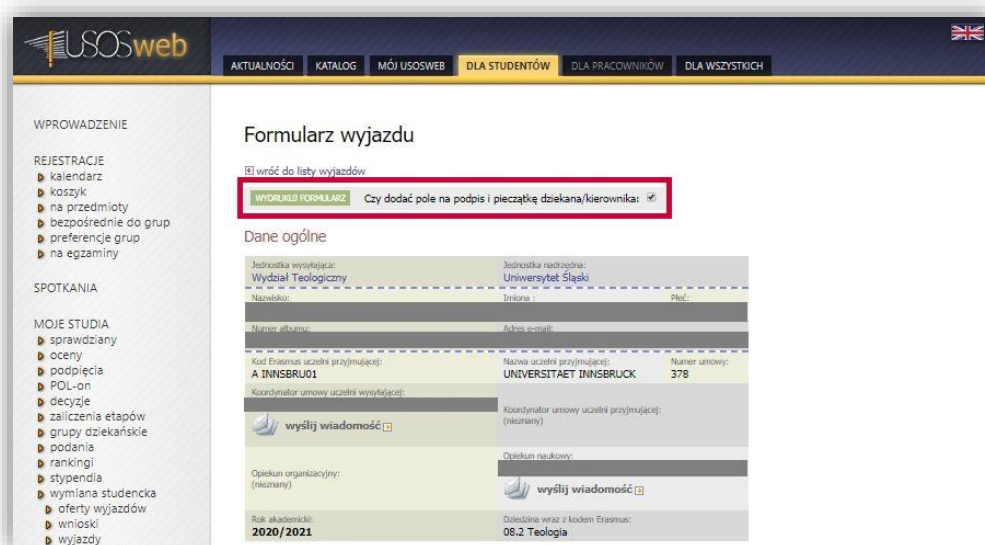 USOSweb
AKTUALNOŚCI KATALOG MÓJ USOSWEB DLA STUDENTÓW DLA PRACOWNIKÓW DLA WSZYSTKICH
WPROWADZENIE
REJESTRACJE
kalendarz
koszyk
na przedmioty
bezpośrednie do grup
preferencje grup
na egzaminy
SPOTKANIA
MOJE STUDIA
sprawdziany
oceny
podpięcia
POL-on
decyzje
zaliczenia etapów
grupy dziekańskie
podania
rankingi
stypendia
wymiana studencka
oferty wyjazdów
wnioski
wyjazdy
Formularz wyjazdu
wróć do listy wyjazdów
WYDRUKUJ FORMULARZ Czy dodać pole na podpis i pieczątkę dziekana/kierownika:
Dane ogólne
Jednostka wysyłająca: Jednostka nadrzędna:
Wydział Teologiczny Uniwersytet Śląski
Nazwisko: Imiona : Płeć:
Numer albumu: Adres e-mail:
Kod Erasmus uczelni przyjmującej: Nazwa uczelni przyjmującej: Numer umowy:
A INNSBRU01 UNIVERSITAET INNSBRUCK 378
Koordynator umowy uczelni wysyłającej:
wyślij wiadomość
Koordynator umowy uczelni przyjmującej:
(nieznany)
Opiekun organizacyjny:
(nieznany)
Opiekun naukowy:
wyślij wiadomość
Rok akademicki: Dziedzina wraz z kodem Erasmus:
2020/2021 08.2 Teologia